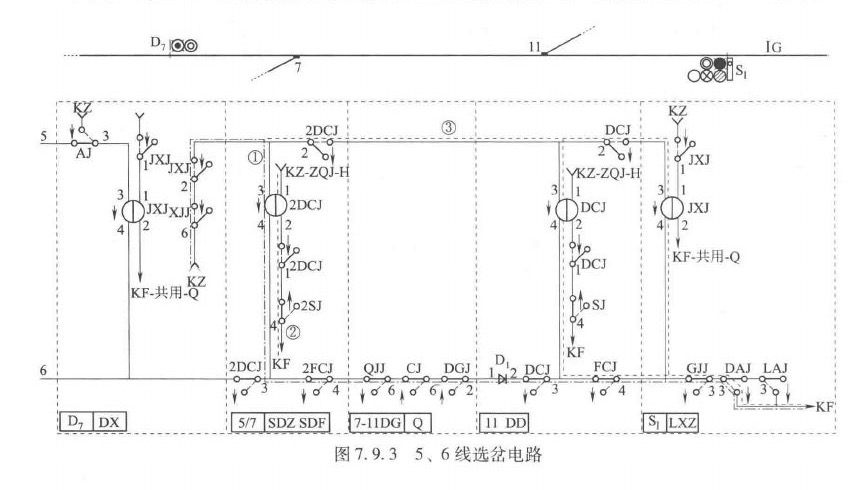 D7 7 11 IG SI
KZ KZ
5 3 AJ 1 JXJ JXJ 2 ① 2DCJ 2 ③ DCJ 2 1 JXJ
KZ-ZQJ-H KZ-ZQJ-H
3 1 JXJ 4 2 XJJ 6 3 1 2DCJ 4 2 3 1 DCJ 4 2 3 1 JXJ 4 2
KF-共用-Q KZ 1 2DCJ 1 DCJ KF-共用-Q
4 2SJ ② 4 SJ
KF KF
6 2DCJ 3 2FCJ 4 QJJ 6 CJ 6 DGJ 2 D1 1 2 DCJ 3 FCJ 4 GJJ 3 DAJ 3 LAJ 3
KF
D7 DX 5/7 SDZ SDF 7-11DG Q 11 DD SI LXZ
图7.9.3 5、6线选岔电路